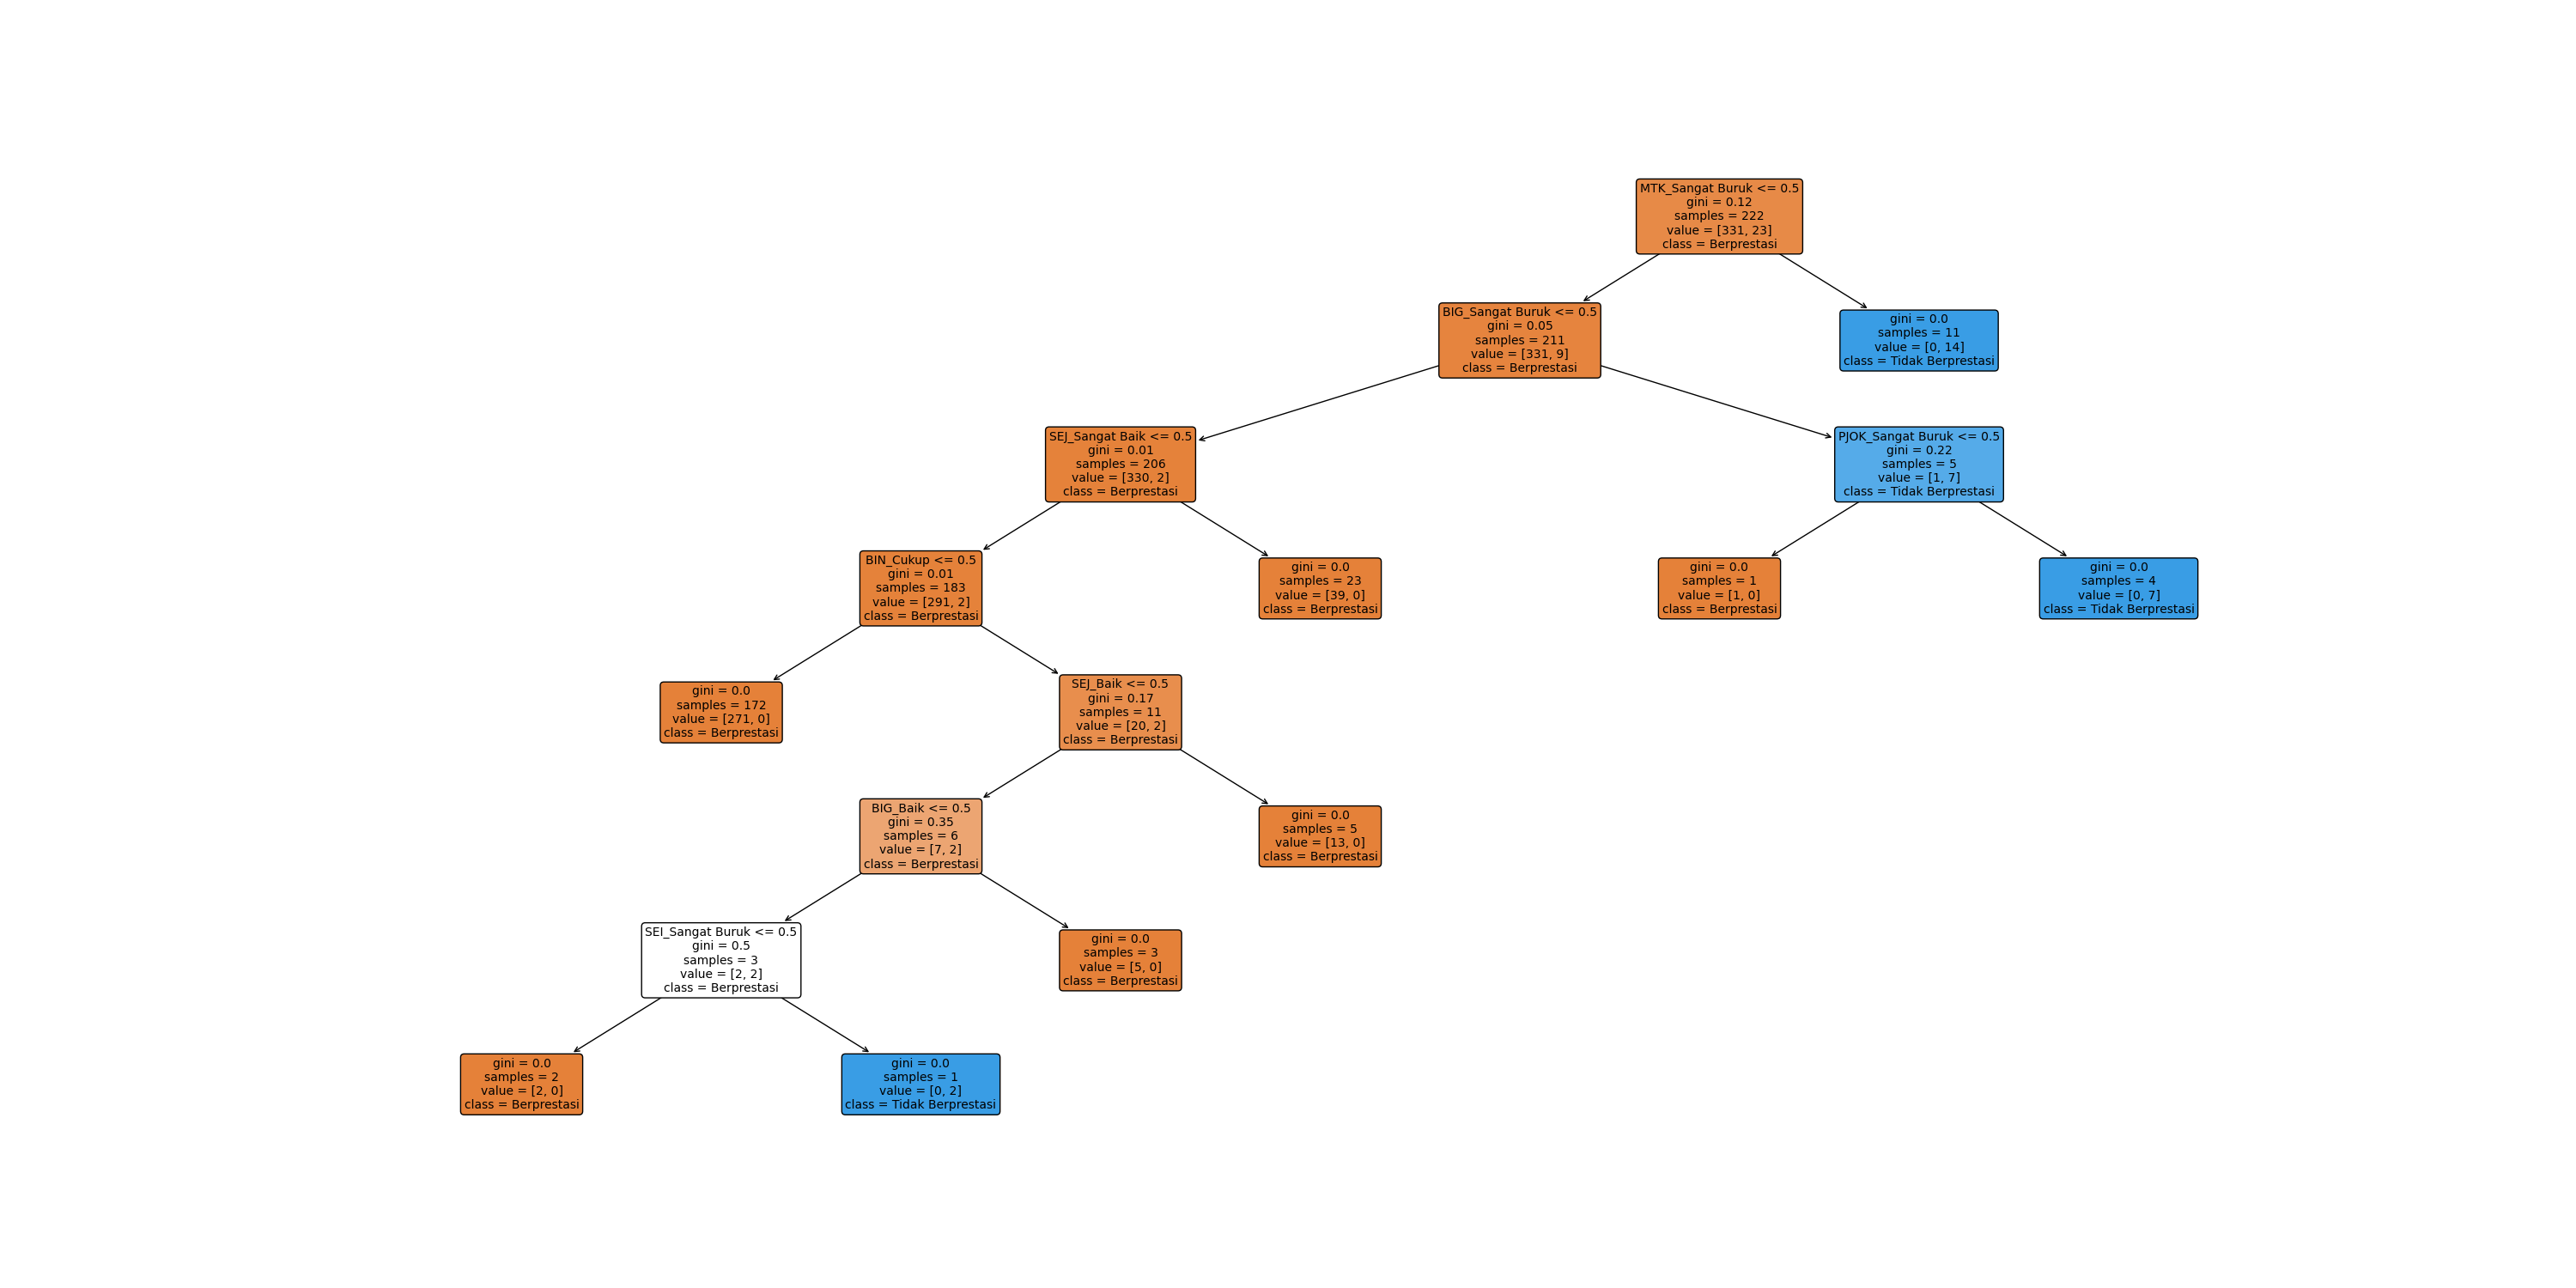 MTK_Sangat Buruk <= 0.5
gini = 0.12
samples = 222
value = [331, 23]
class = Berprestasi
BIG_Sangat Buruk <= 0.5
gini = 0.05
samples = 211
value = [331, 9]
class = Berprestasi
gini = 0.0
samples = 11
value = [0, 14]
class = Tidak Berprestasi
SEJ_Sangat Baik <= 0.5
gini = 0.01
samples = 206
value = [330, 2]
class = Berprestasi
PJOK_Sangat Buruk <= 0.5
gini = 0.22
samples = 5
value = [1, 7]
class = Tidak Berprestasi
BIN_Cukup <= 0.5
gini = 0.01
samples = 183
value = [291, 2]
class = Berprestasi
gini = 0.0
samples = 23
value = [39, 0]
class = Berprestasi
gini = 0.0
samples = 1
value = [1, 0]
class = Berprestasi
gini = 0.0
samples = 4
value = [0, 7]
class = Tidak Berprestasi
gini = 0.0
samples = 172
value = [271, 0]
class = Berprestasi
SEJ_Baik <= 0.5
gini = 0.17
samples = 11
value = [20, 2]
class = Berprestasi
BIG_Baik <= 0.5
gini = 0.35
samples = 6
value = [7, 2]
class = Berprestasi
gini = 0.0
samples = 5
value = [13, 0]
class = Berprestasi
SEI_Sangat Buruk <= 0.5
gini = 0.5
samples = 3
value = [2, 2]
class = Berprestasi
gini = 0.0
samples = 3
value = [5, 0]
class = Berprestasi
gini = 0.0
samples = 2
value = [2, 0]
class = Berprestasi
gini = 0.0
samples = 1
value = [0, 2]
class = Tidak Berprestasi